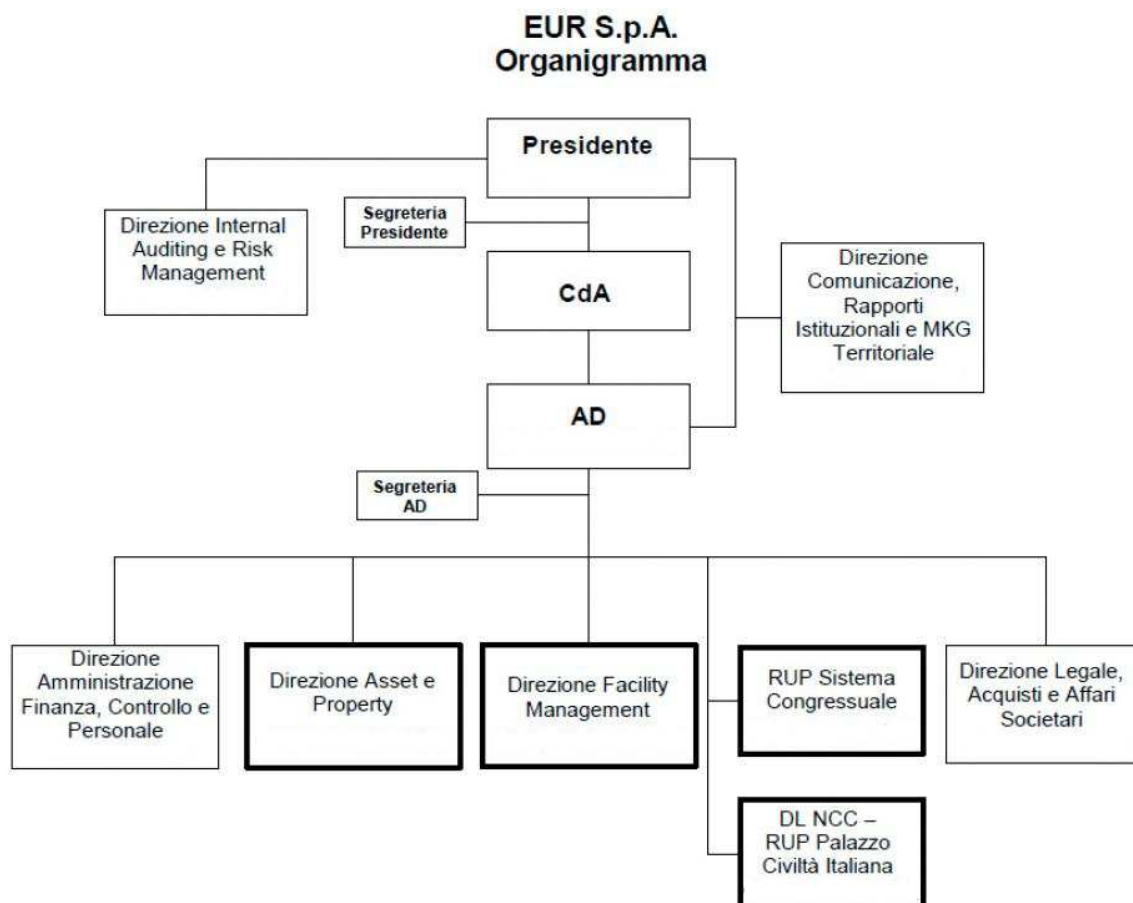 EUR S.p.A.
Organigramma
Presidente
Segreteria
Presidente
Direzione Internal
Auditing e Risk
Management
CdA
Direzione
Comunicazione,
Rapporti
Istituzionali e MKG
Territoriale
AD
Segreteria
AD
Direzione
Amministrazione
Finanza, Controllo e
Personale
Direzione Asset e
Property
Direzione Facility
Management
RUP Sistema
Congressuale
Direzione Legale,
Acquisti e Affari
Societari
DL NCC –
RUP Palazzo
Civiltà Italiana